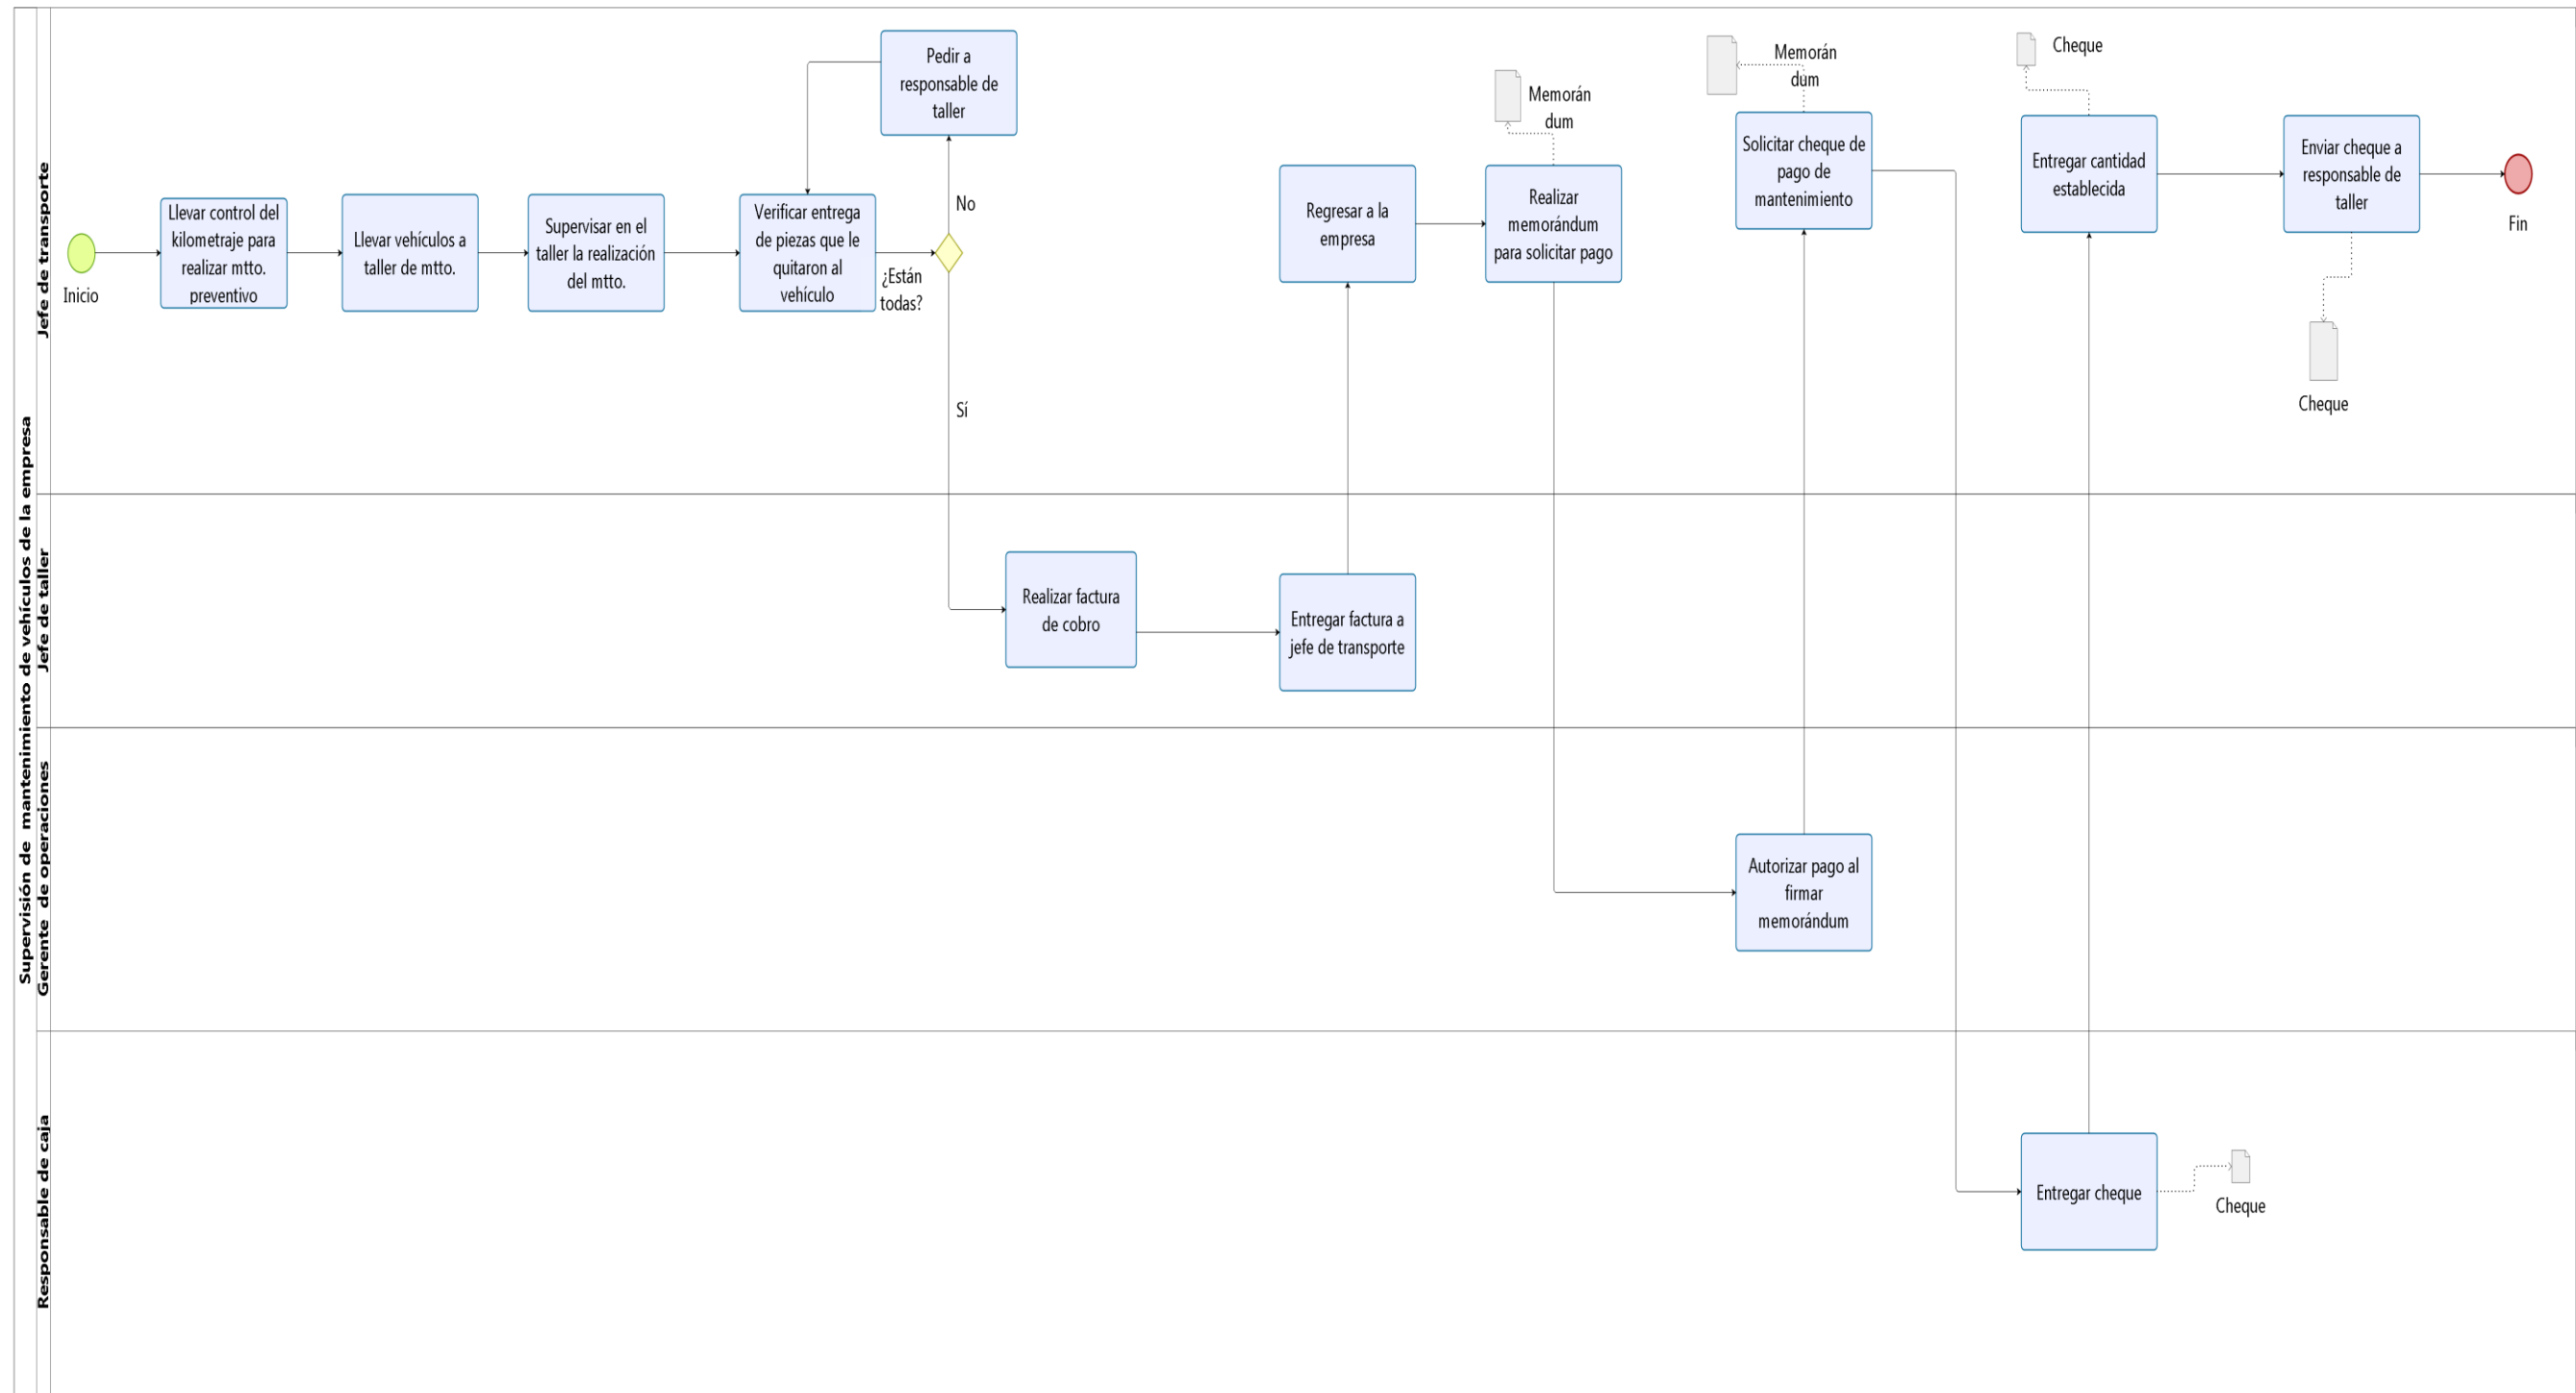 Supervisión de mantenimiento de vehículos de la empresa
Jefe de transporte
Inicio
Llevar control del
kilometraje para
realizar mtto.
preventivo
Llevar vehículos a
taller de mtto.
Supervisar en el
taller la realización
del mtto.
Verificar entrega
de piezas que le
quitaron al
vehículo
¿Están
todas?
Pedir a
responsable de
taller
No
Sí
Regresar a la
empresa
Realizar
memorándum
para solicitar pago
Memorán
dum
Solicitar cheque de
pago de
mantenimiento
Memorán
dum
Entregar cantidad
establecida
Cheque
Enviar cheque a
responsable de
taller
Cheque
Fin
Jefe de taller
Realizar factura
de cobro
Entregar factura a
jefe de transporte
Gerente de operaciones
Autorizar pago al
firmar
memorándum
Responsable de caja
Entregar cheque
Cheque